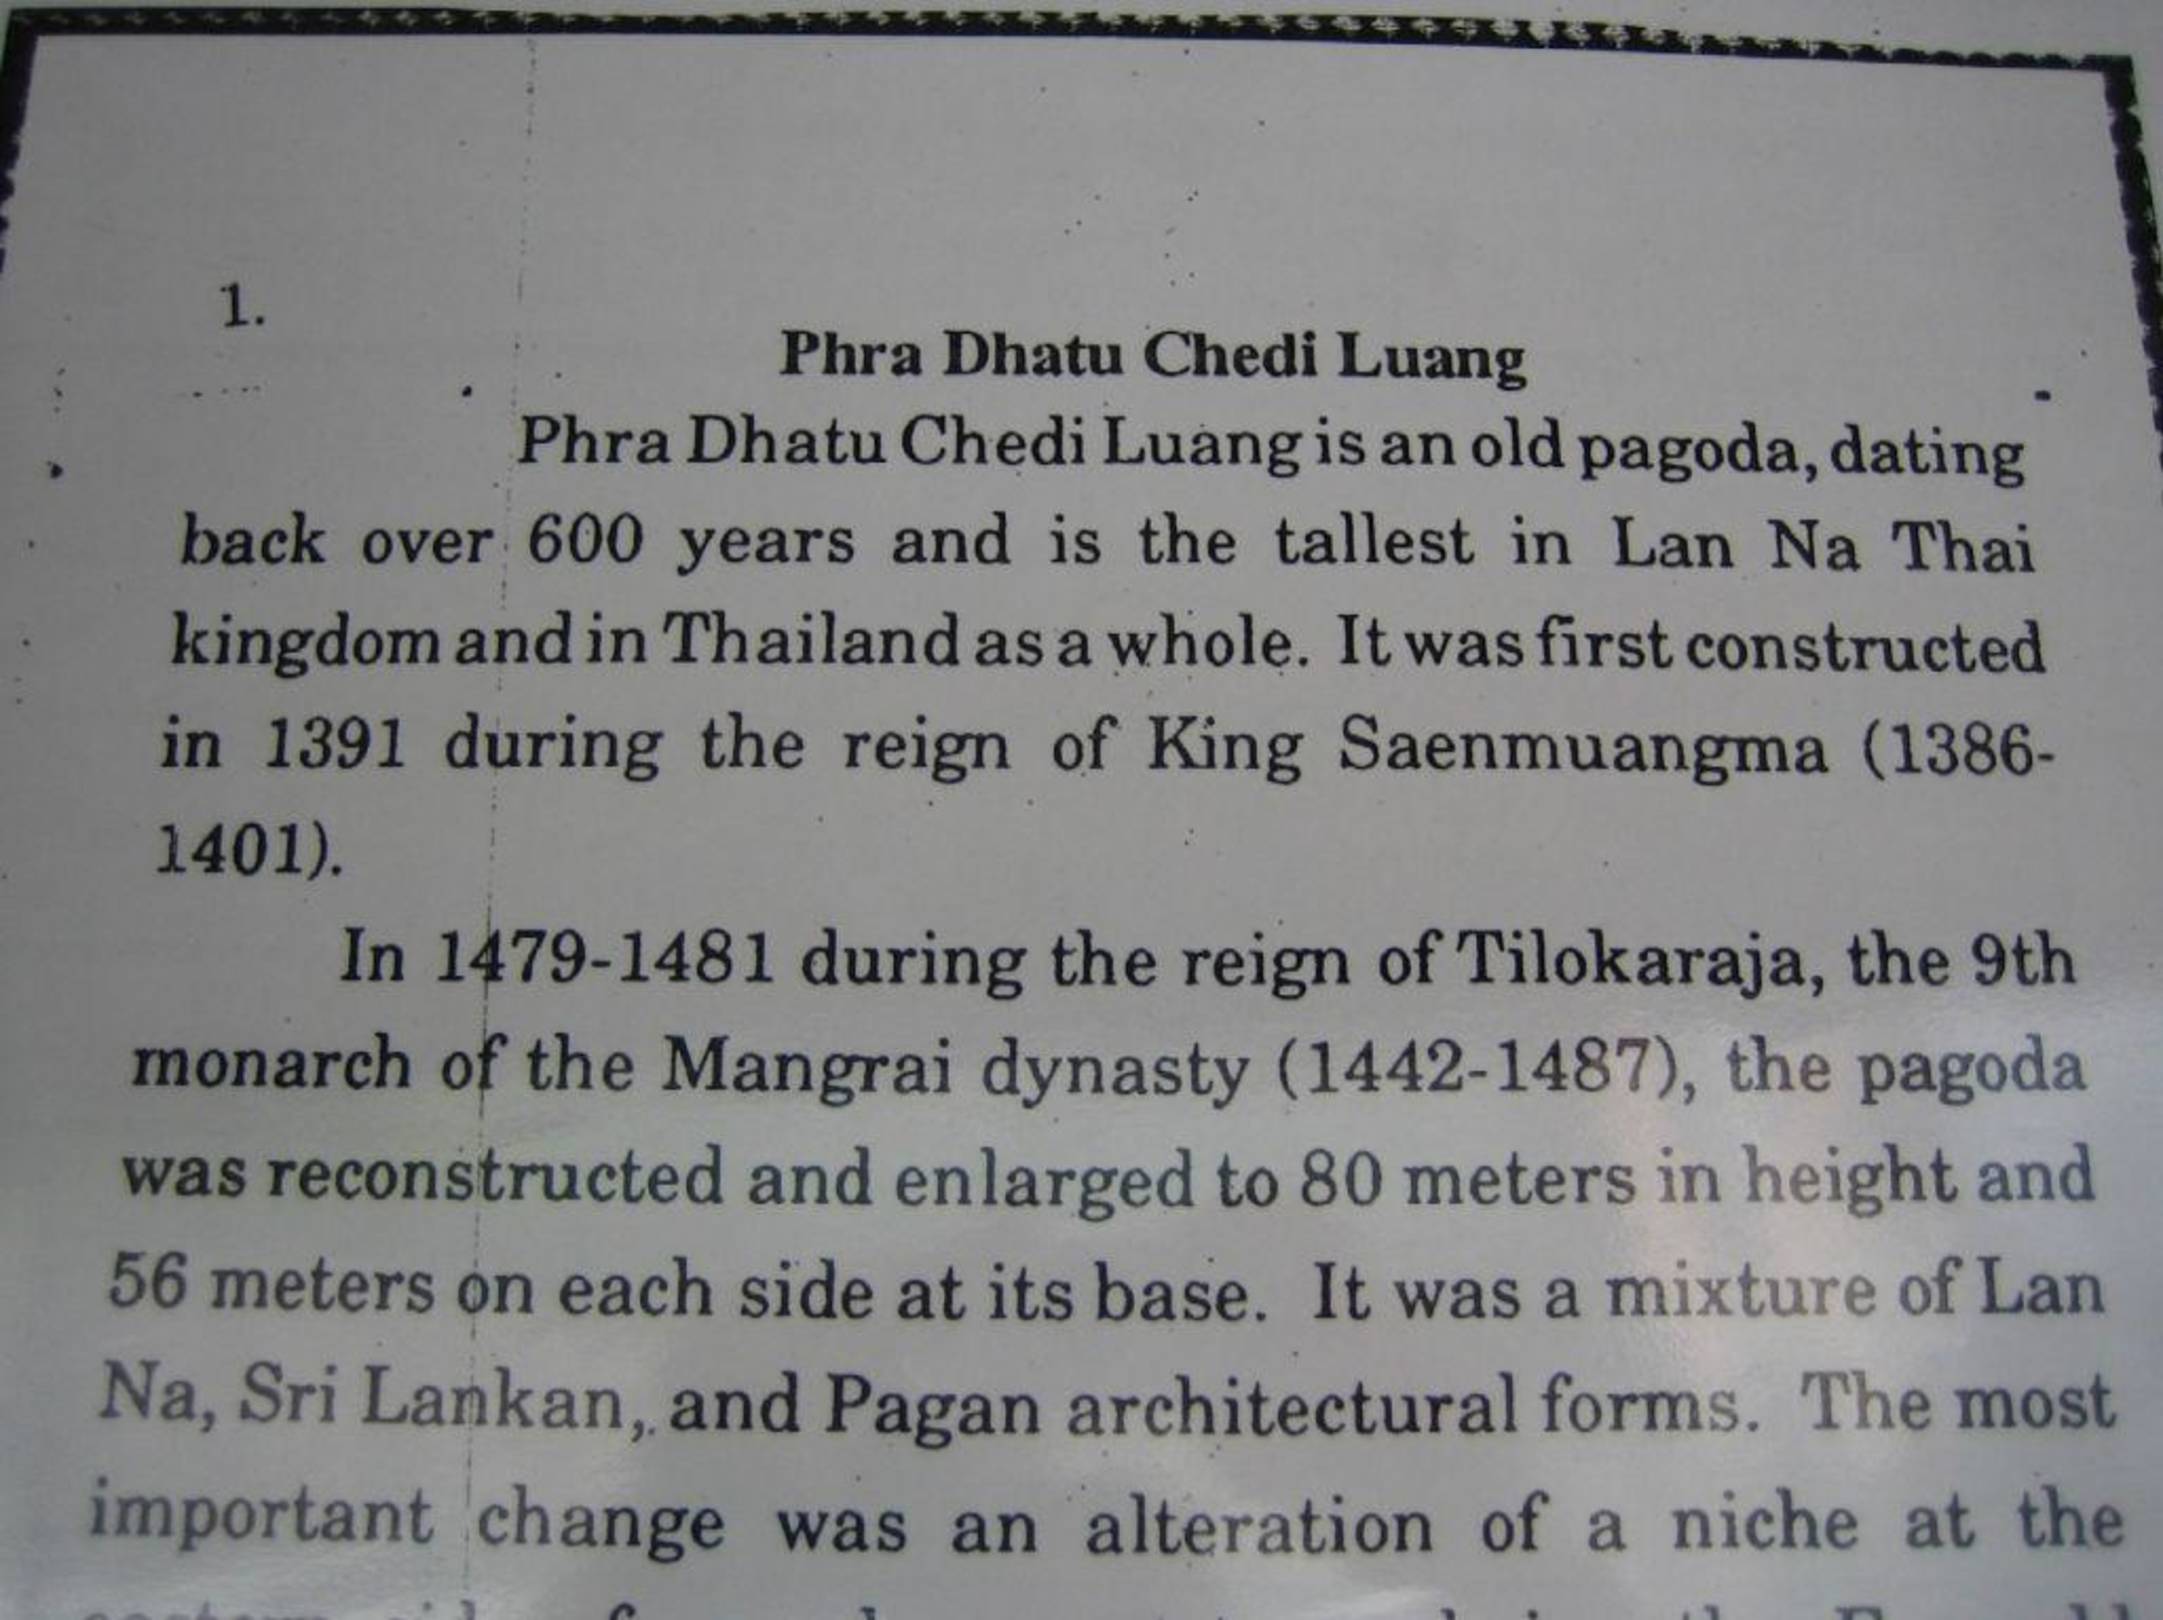 1.
Phra Dhatu Chedi Luang
Phra Dhatu Chedi Luang is an old pagoda, dating
back over 600 years and is the tallest in Lan Na Thai
kingdom and in Thailand as a whole. It was first constructed
in 1391 during the reign of King Saenmuangma (1386-
1401).
In 1479-1481 during the reign of Tilokaraja, the 9th
monarch of the Mangrai dynasty (1442-1487), the pagoda
was reconstructed and enlarged to 80 meters in height and
56 meters on each side at its base. It was a mixture of Lan
Na, Sri Lankan, and Pagan architectural forms. The most
important change was an alteration of a niche at the